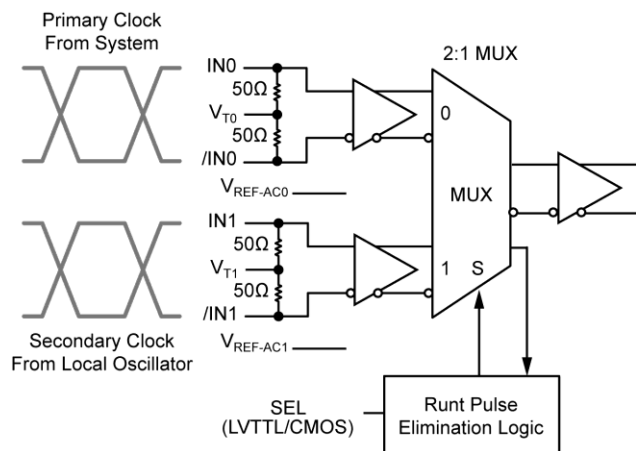 Primary Clock
From System
IN0
50Ω
VT0
50Ω
/IN0
VREF-AC0
2:1 MUX
0
MUX
1
S
IN1
50Ω
VT1
50Ω
/IN1
VREF-AC1
Secondary Clock
From Local Oscillator
SEL
(LVTTL/CMOS)
Runt Pulse
Elimination Logic